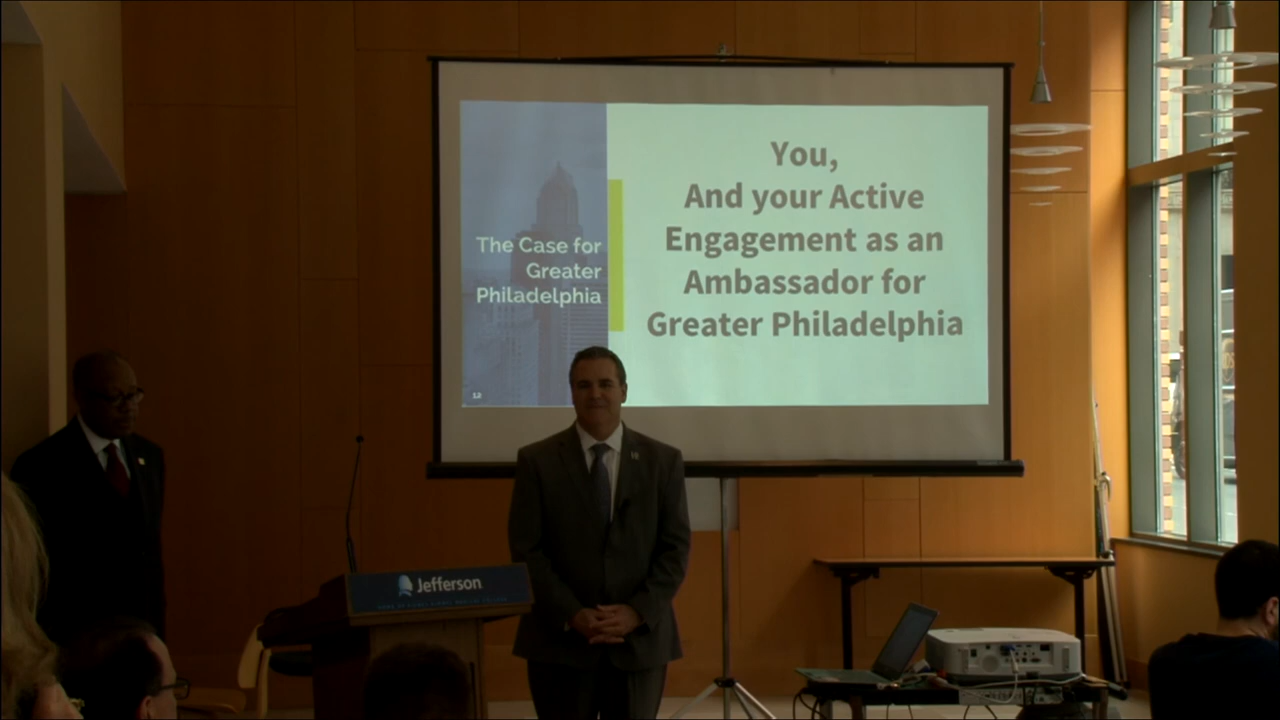 You,
And your Active
Engagement as an
Ambassador for
Greater Philadelphia
The Case for
Greater
Philadelphia
12
Jefferson